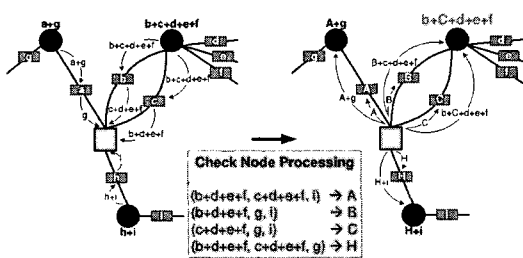 a+g
b+c+d+e+f
b+c+d+e+f
b+c+d+e+f
a+g
g
c+d+e+f
b+d+e+f
h+i
h+i
A+g
b+C+d+e+f
B+c+d+e+f
A+g
A
B
C
b+C+d+e+f
H
H+i
H+i
Check Node Processing
(b+d+e+f, c+d+e+f, i) → A
(b+d+e+f, g, i) → B
(c+d+e+f, g, i) → C
(b+d+e+f, c+d+e+f, g) → H